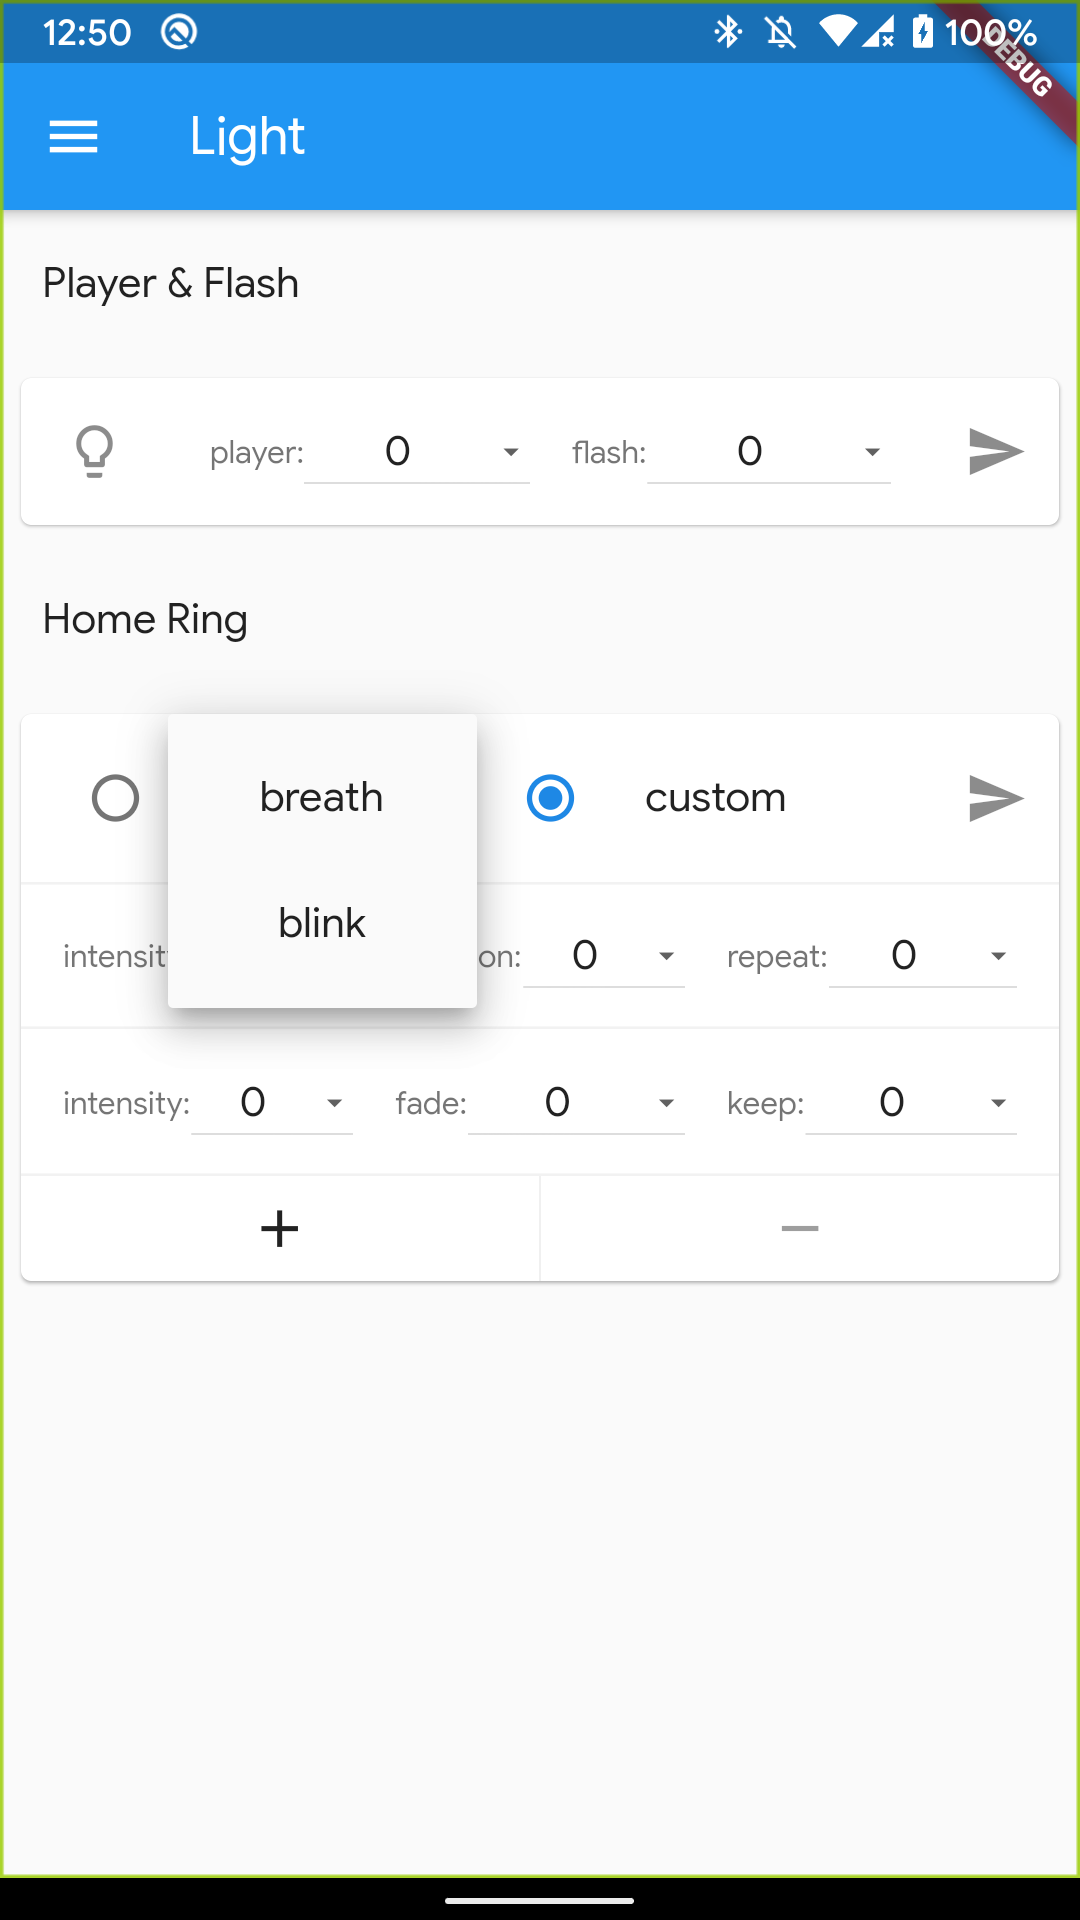 12:50 100%
DEBUG
Light
Player & Flash
player: 0 flash: 0
Home Ring
breath custom
blink
intensit on: 0 repeat: 0
intensity: 0 fade: 0 keep: 0